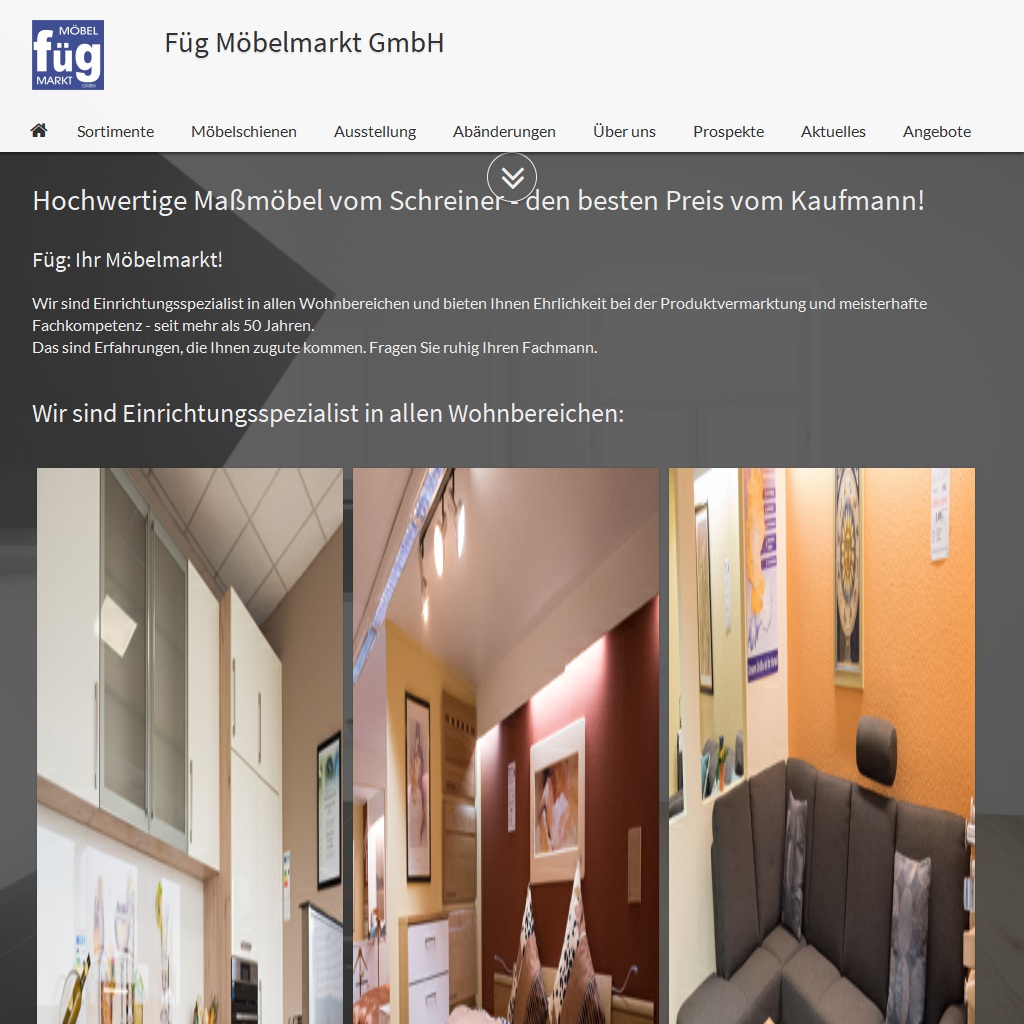 MÖBEL
füg
MARKT
GMBH
Füg Möbelmarkt GmbH
Sortimente Möbelschienen Ausstellung Abänderungen Über uns Prospekte Aktuelles Angebote
Hochwertige Maßmöbel vom Schreiner - den besten Preis vom Kaufmann!
Füg: Ihr Möbelmarkt!
Wir sind Einrichtungsspezialist in allen Wohnbereichen und bieten Ihnen Ehrlichkeit bei der Produktvermarktung und meisterhafte
Fachkompetenz - seit mehr als 50 Jahren.
Das sind Erfahrungen, die Ihnen zugute kommen. Fragen Sie ruhig Ihren Fachmann.
Wir sind Einrichtungsspezialist in allen Wohnbereichen: